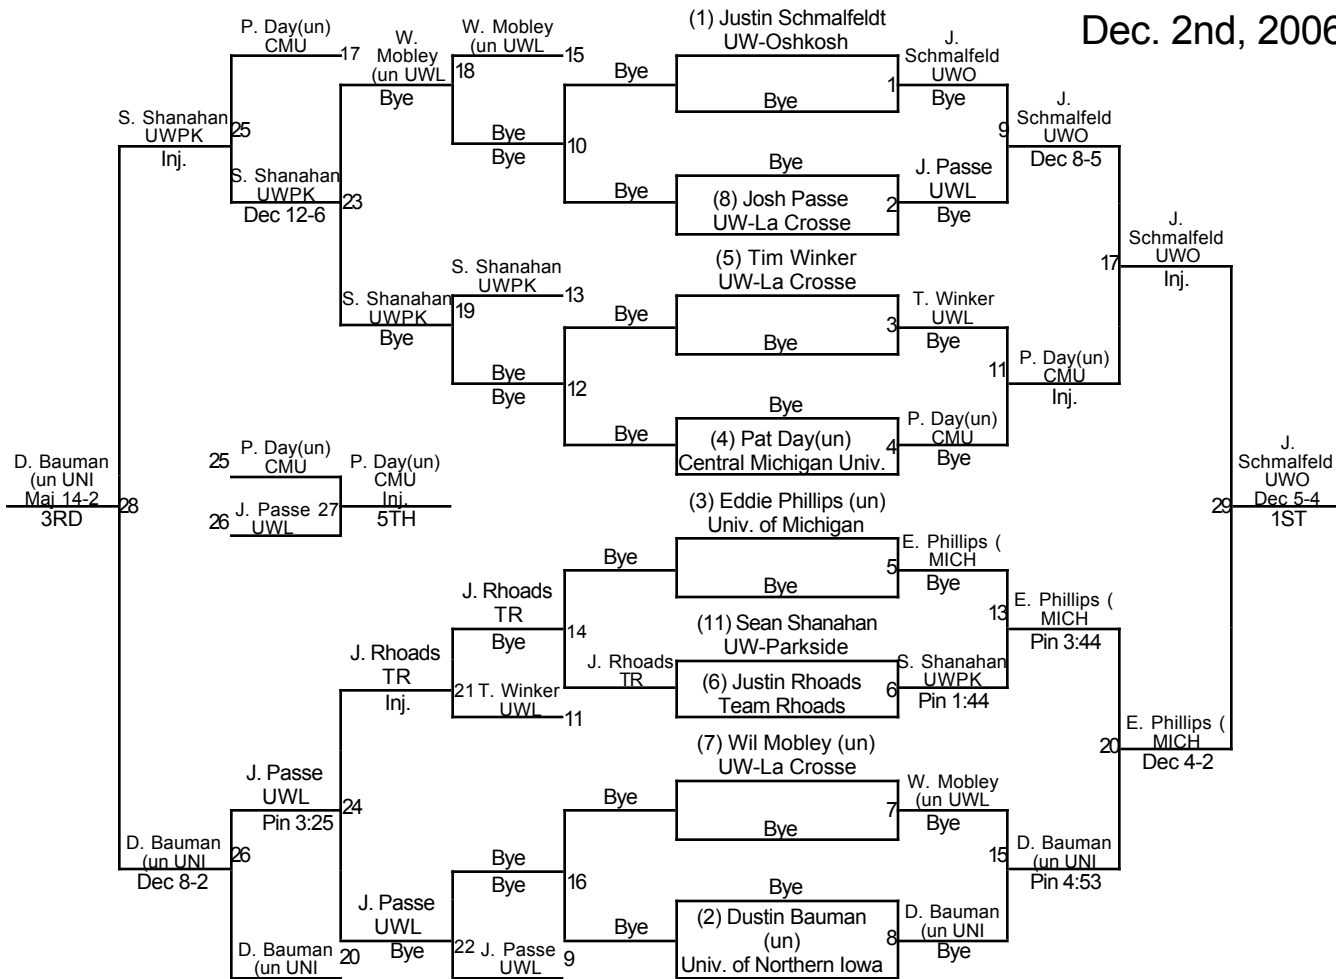 Dec. 2nd, 2006
P. Day(un)
CMU
17
W.
Mobley
(un UWL
Bye
W. Mobley
(un UWL
15
18
Bye
Bye
10
S. Shanahan
UWPK
Inj.
25
S. Shanahan
UWPK
Dec 12-6
23
S. Shanahan
UWPK
Bye
S. Shanahan
UWPK
13
19
Bye
Bye
12
Bye
Bye
Bye
Bye
(1) Justin Schmalfeldt
UW-Oshkosh
Bye
1
Bye
(8) Josh Passe
UW-La Crosse
2
(5) Tim Winker
UW-La Crosse
Bye
3
Bye
(4) Pat Day(un)
Central Michigan Univ.
4
J.
Schmalfeld
UWO
Bye
9
J. Passe
UWL
Bye
T. Winker
UWL
Bye
11
P. Day(un)
CMU
Bye
J.
Schmalfeld
UWO
Dec 8-5
17
P. Day(un)
CMU
Inj.
J.
Schmalfeld
UWO
Inj.
D. Bauman
(un UNI
Maj 14-2
3RD
28
25
P. Day(un)
CMU
26
J. Passe
UWL
27
P. Day(un)
CMU
Inj.
5TH
29
J.
Schmalfeld
UWO
Dec 5-4
1ST
(3) Eddie Phillips (un)
Univ. of Michigan
Bye
5
(11) Sean Shanahan
UW-Parkside
(6) Justin Rhoads
Team Rhoads
6
(7) Wil Mobley (un)
UW-La Crosse
Bye
7
Bye
(2) Dustin Bauman
(un)
Univ. of Northern Iowa
8
E. Phillips (
MICH
Bye
13
S. Shanahan
UWPK
Pin 1:44
W. Mobley
(un UWL
Bye
15
D. Bauman
(un UNI
Bye
E. Phillips (
MICH
Pin 3:44
20
D. Bauman
(un UNI
Pin 4:53
E. Phillips (
MICH
Dec 4-2
Bye
J. Rhoads
TR
Bye
14
J. Rhoads
TR
J. Rhoads
TR
Inj.
21
T. Winker
UWL
11
J. Passe
UWL
Pin 3:25
24
D. Bauman
(un UNI
Dec 8-2
26
D. Bauman
(un UNI
20
J. Passe
UWL
Bye
22
J. Passe
UWL
9
Bye
Bye
16
Bye
Bye